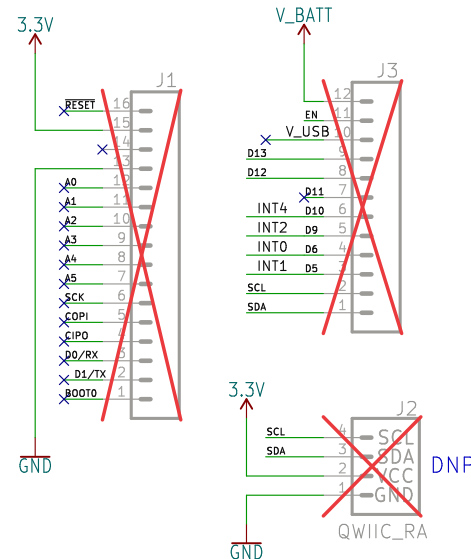 3.3V
J1
RESET 16
15
14
13
A0 12
A1 11
A2 10
A3 9
A4 8
A5 7
SCK 6
COPI 5
CIPO 4
D0/RX 3
D1/TX 2
BOOT0 1
GND
V_BATT
J3
12
EN 11
V_USB 10
D13 9
D12 8
D11 7
INT4 D10 6
INT2 D9 5
INT0 D6 4
INT1 D5 3
SCL 2
SDA 1
3.3V
J2
SCL 4 SCL
SDA 3 SDA
2 VCC
1 GND
DNP
QWIIC_RA
GND